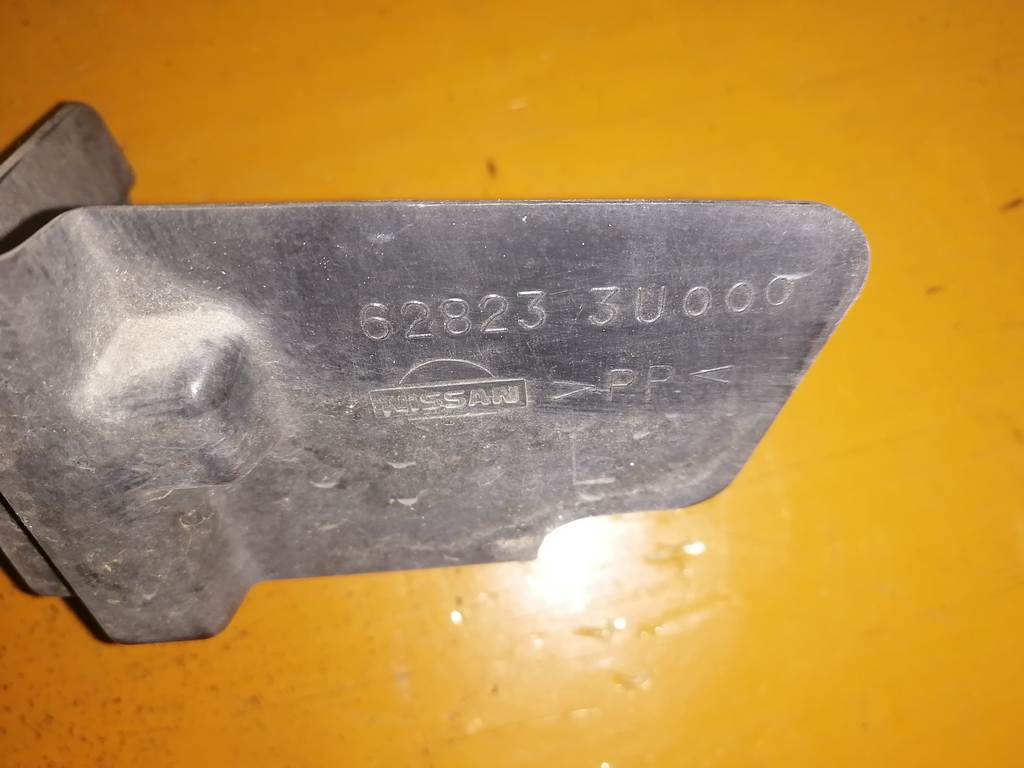 62823 3U000
NISSAN >PP<
L